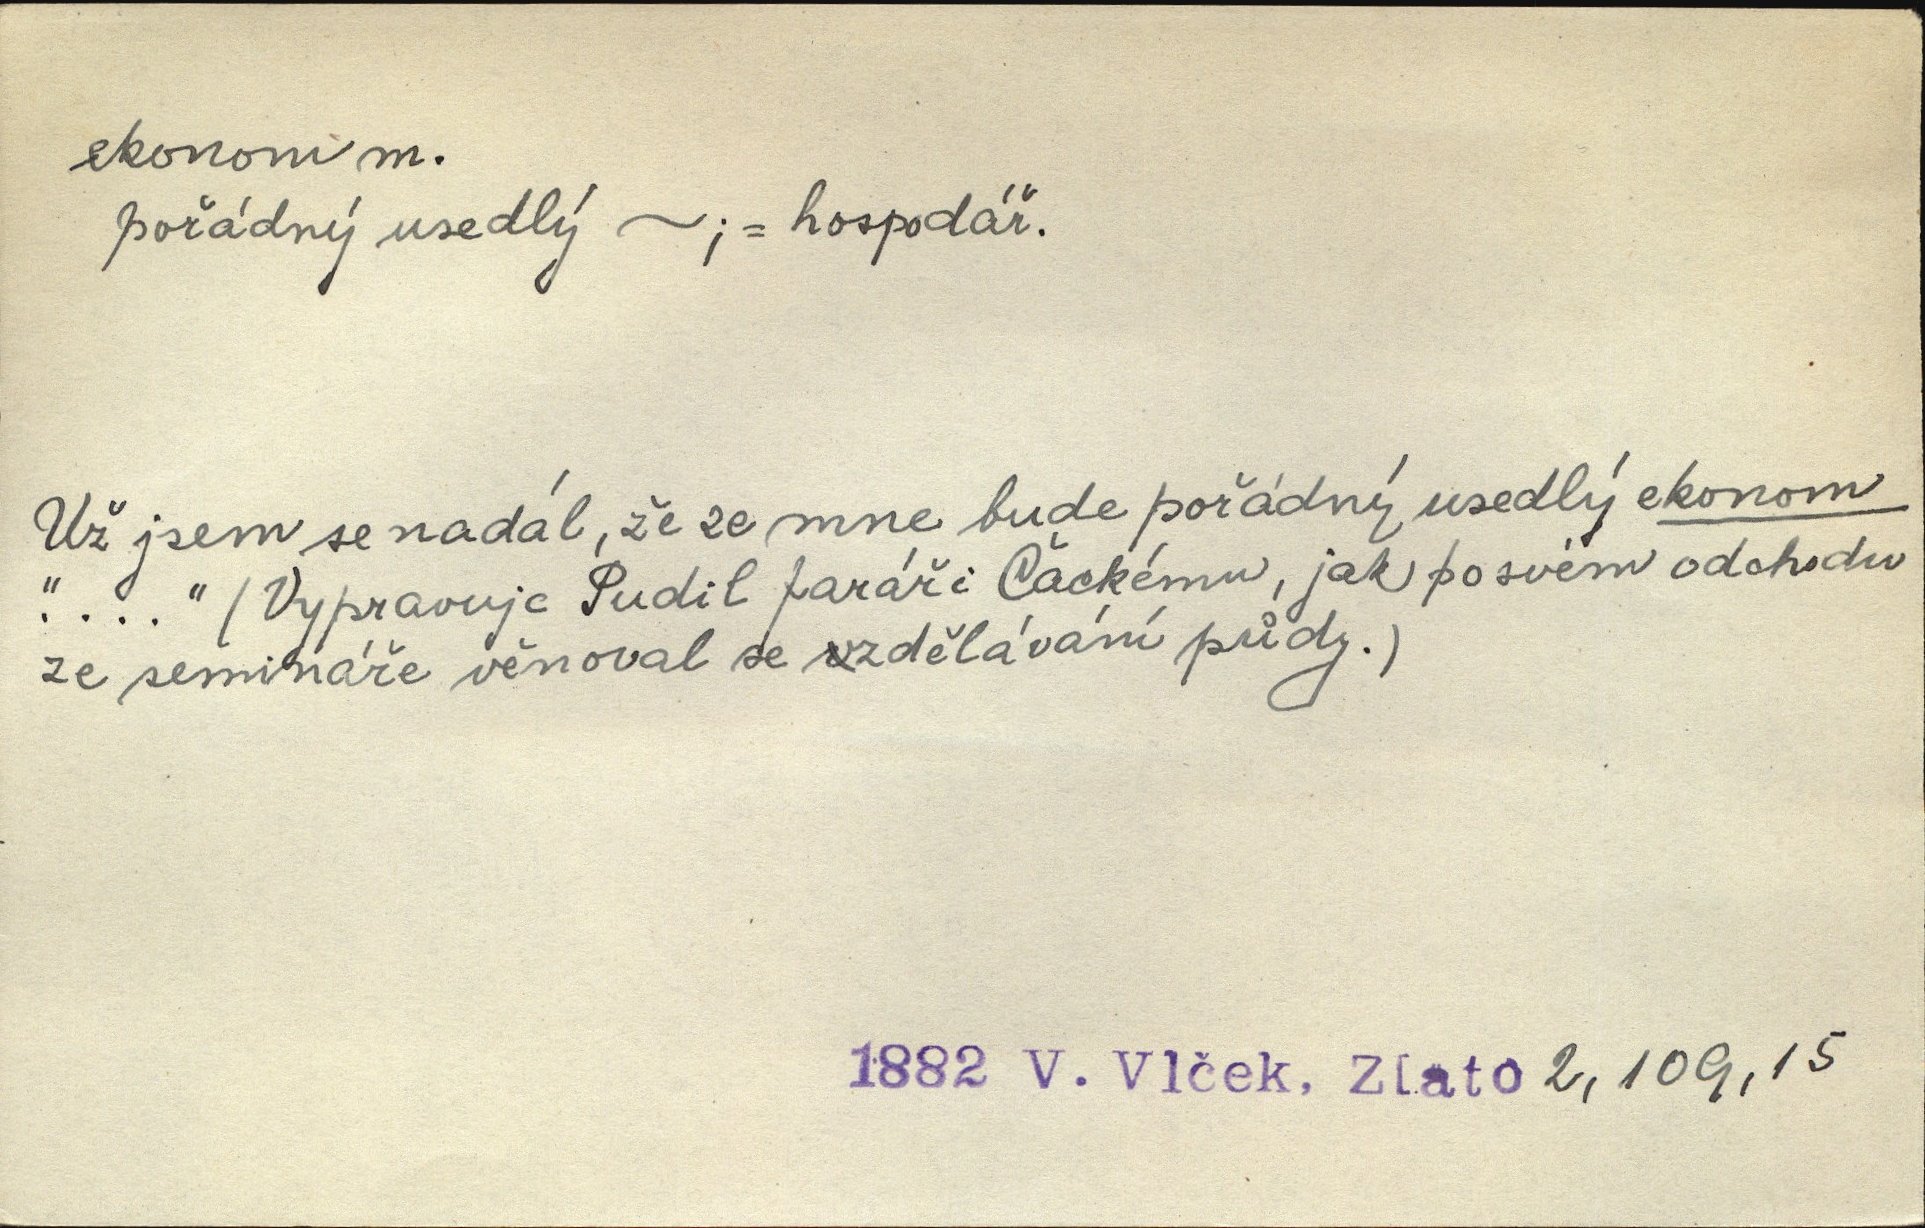 ekonom m.
pořádný usedlý ~; = hospodář.
Už jsem se nadál, že ze mne bude pořádný usedlý ekonom
". . . ." (Vypravuje Pudil faráři Čáckému, jak po svém odchodu
ze semináře věnoval se vzdělávání půdy.)
1882 V. Vlček, Zlato 2, 109, 15